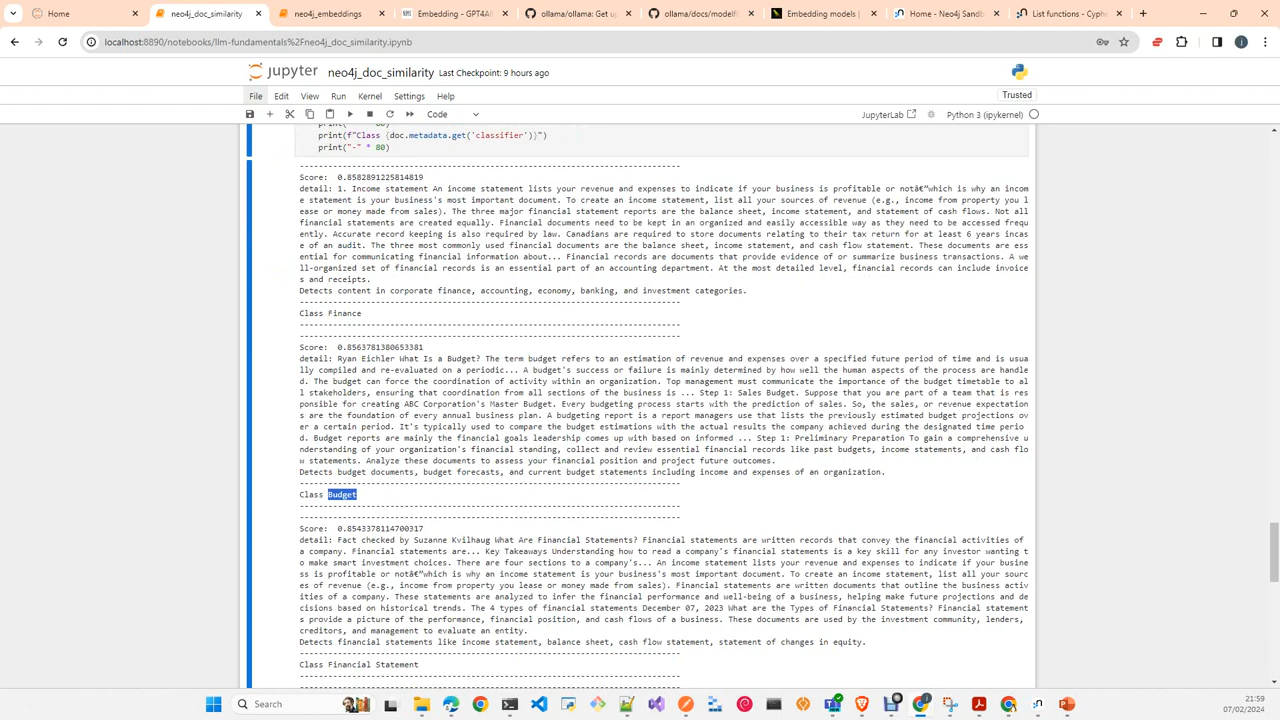 Home
neo4j_doc_similarity
neo4j_embeddings
Embedding - GPT4Al
ollama/ollama: Get u
ollama/docs/modelfil
Embedding models |
Home - Neo4j Sandb
List functions - Cyphe
localhost:8890/notebooks/llm-fundamentals%2Fneo4j_doc_similarity.ipynb
jupyter neo4j_doc_similarity Last Checkpoint: 9 hours ago
File Edit View Run Kernel Settings Help
Trusted
Code
JupyterLab
Python 3 (ipykernel)
print(f"Class {doc.metadata.get('classifier')}")
print("-" * 80)
--------------------------------------------------------------------------------
Score:  0.8582891225814819
detail: 1. Income statement An income statement lists your revenue and expenses to indicate if your business is profitable or notâ€"which is why an incom
e statement is your business's most important document. To create an income statement, list all your sources of revenue (e.g., income from property you l
ease or money made from sales). The three major financial statement reports are the balance sheet, income statement, and statement of cash flows. Not all
financial statements are created equally. Financial documents need to be kept in an organized and easily accessible way as they need to be accessed frequ
ently. Accurate record keeping is also required by law. Canadians are required to store documents relating to their tax return for at least 6 years incas
e of an audit. The three most commonly used financial documents are the balance sheet, income statement, and cash flow statement. These documents are ess
ential for communicating financial information about... Financial records are documents that provide evidence of or summarize business transactions. A we
ll-organized set of financial records is an essential part of an accounting department. At the most detailed level, financial records can include invoice
s and receipts.
Detects content in corporate finance, accounting, economy, banking, and investment categories.
--------------------------------------------------------------------------------
Class Finance
--------------------------------------------------------------------------------
--------------------------------------------------------------------------------
Score:  0.8563781380653381
detail: Ryan Eichler What Is a Budget? The term budget refers to an estimation of revenue and expenses over a specified future period of time and is usua
lly compiled and re-evaluated on a periodic... A budget's success or failure is mainly determined by how well the human aspects of the process are handle
d. The budget can force the coordination of activity within an organization. Top management must communicate the importance of the budget timetable to al
l stakeholders, ensuring that coordination from all sections of the business is ... Step 1: Sales Budget. Suppose that you are part of a team that is res
ponsible for creating ABC Corporation's Master Budget. Every budgeting process starts with the prediction of sales. So, the sales, or revenue expectation
s are the foundation of every annual business plan. A budgeting report is a report managers use that lists the previously estimated budget projections ov
er a certain period. It's typically used to compare the budget estimations with the actual results the company achieved during the designated time perio
d. Budget reports are mainly the financial goals leadership comes up with based on informed ... Step 1: Preliminary Preparation To gain a comprehensive u
nderstanding of your organization's financial standing, collect and review essential financial records like past budgets, income statements, and cash flo
w statements. Analyze these documents to assess your financial position and project future outcomes.
Detects budget documents, budget forecasts, and current budget statements including income and expenses of an organization.
--------------------------------------------------------------------------------
Class Budget
--------------------------------------------------------------------------------
--------------------------------------------------------------------------------
Score:  0.8543378114700317
detail: Fact checked by Suzanne Kvilhaug What Are Financial Statements? Financial statements are written records that convey the financial activities of
a company. Financial statements are... Key Takeaways Understanding how to read a company's financial statements is a key skill for any investor wanting t
o make smart investment choices. There are four sections to a company's... An income statement lists your revenue and expenses to indicate if your busine
ss is profitable or notâ€"which is why an income statement is your business's most important document. To create an income statement, list all your sourc
es of revenue (e.g., income from property you lease or money made from sales). Financial statements are written documents that outline the business activ
ities of a company. These statements are analyzed to infer the financial performance and well-being of a business, helping make future projections and de
cisions based on historical trends. The 4 types of financial statements December 07, 2023 What are the Types of Financial Statements? Financial statement
s provide a picture of the performance, financial position, and cash flows of a business. These documents are used by the investment community, lenders,
creditors, and management to evaluate an entity.
Detects financial statements like income statement, balance sheet, cash flow statement, statement of changes in equity.
--------------------------------------------------------------------------------
Class Financial Statement
--------------------------------------------------------------------------------
Search
21:59
07/02/2024